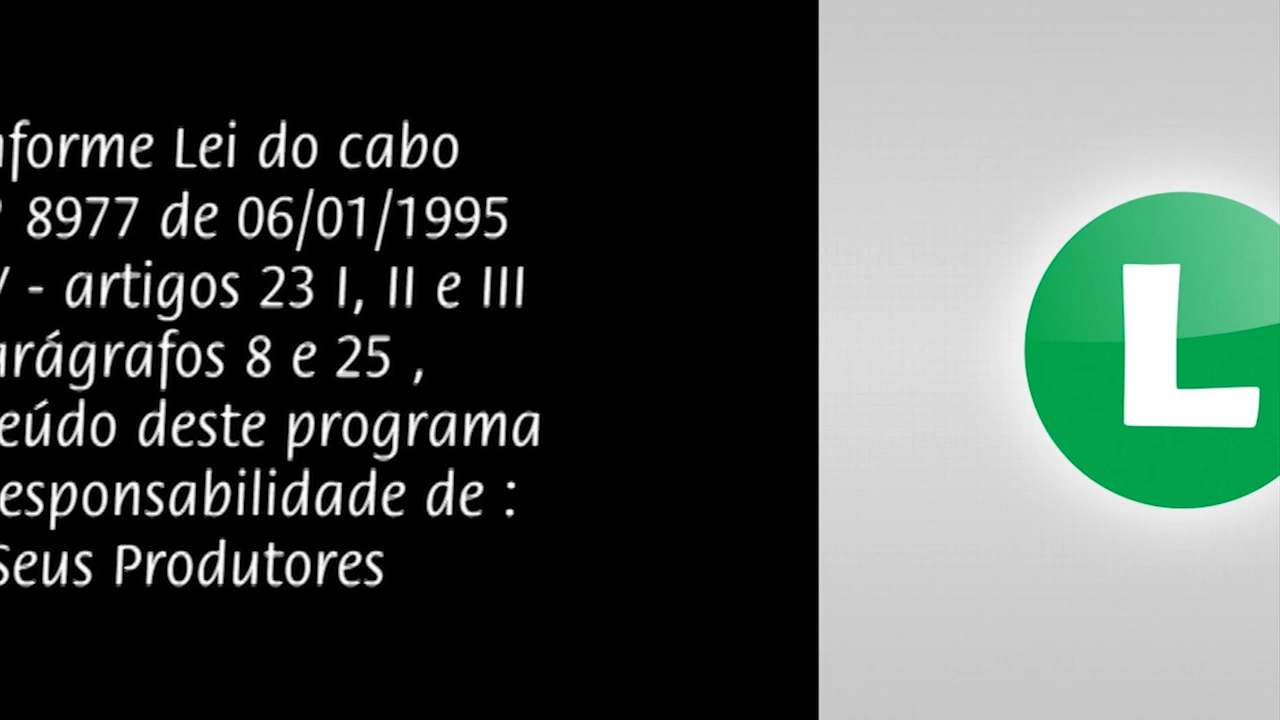 nforme Lei do cabo
° 8977 de 06/01/1995
V - artigos 23 I, II e III
arágrafos 8 e 25 ,
eúdo deste programa
esponsabilidade de :
Seus Produtores
L